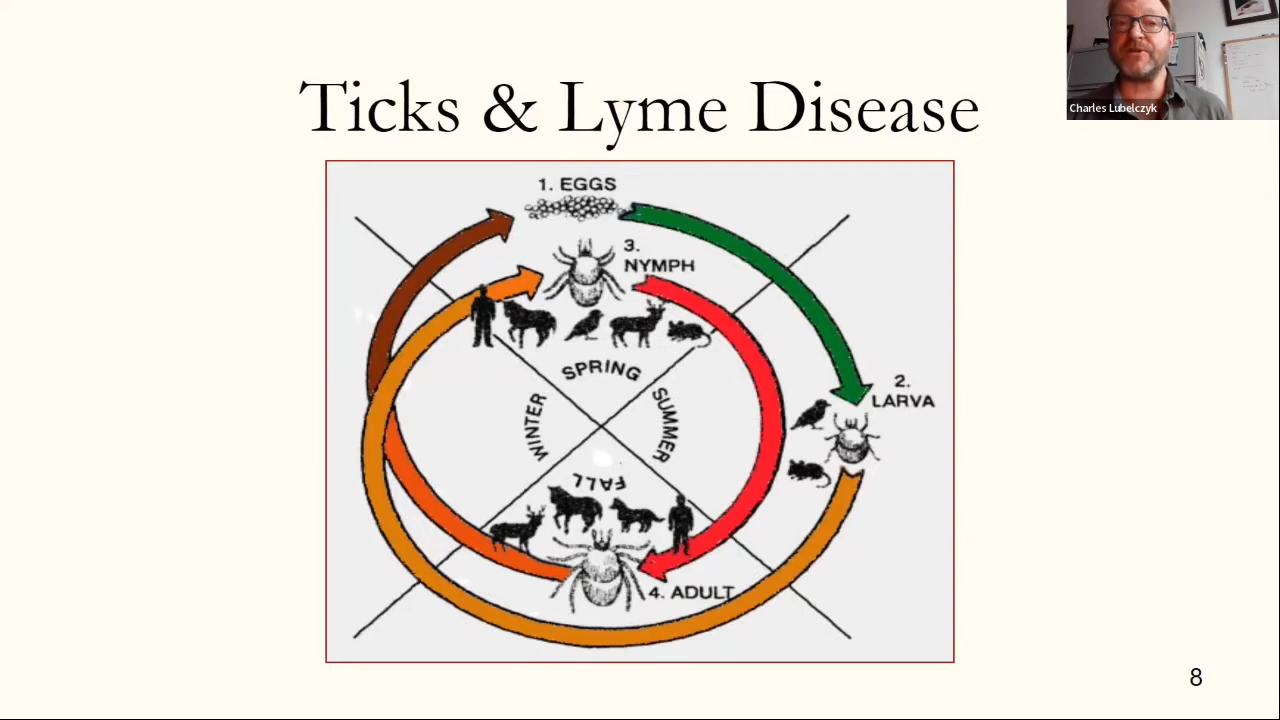 Ticks & Lyme Disease
Charles Lubelczyk
1. EGGS
3.
NYMPH
SPRING
WINTER
SUMMER
FALL
2.
LARVA
4. ADULT
8